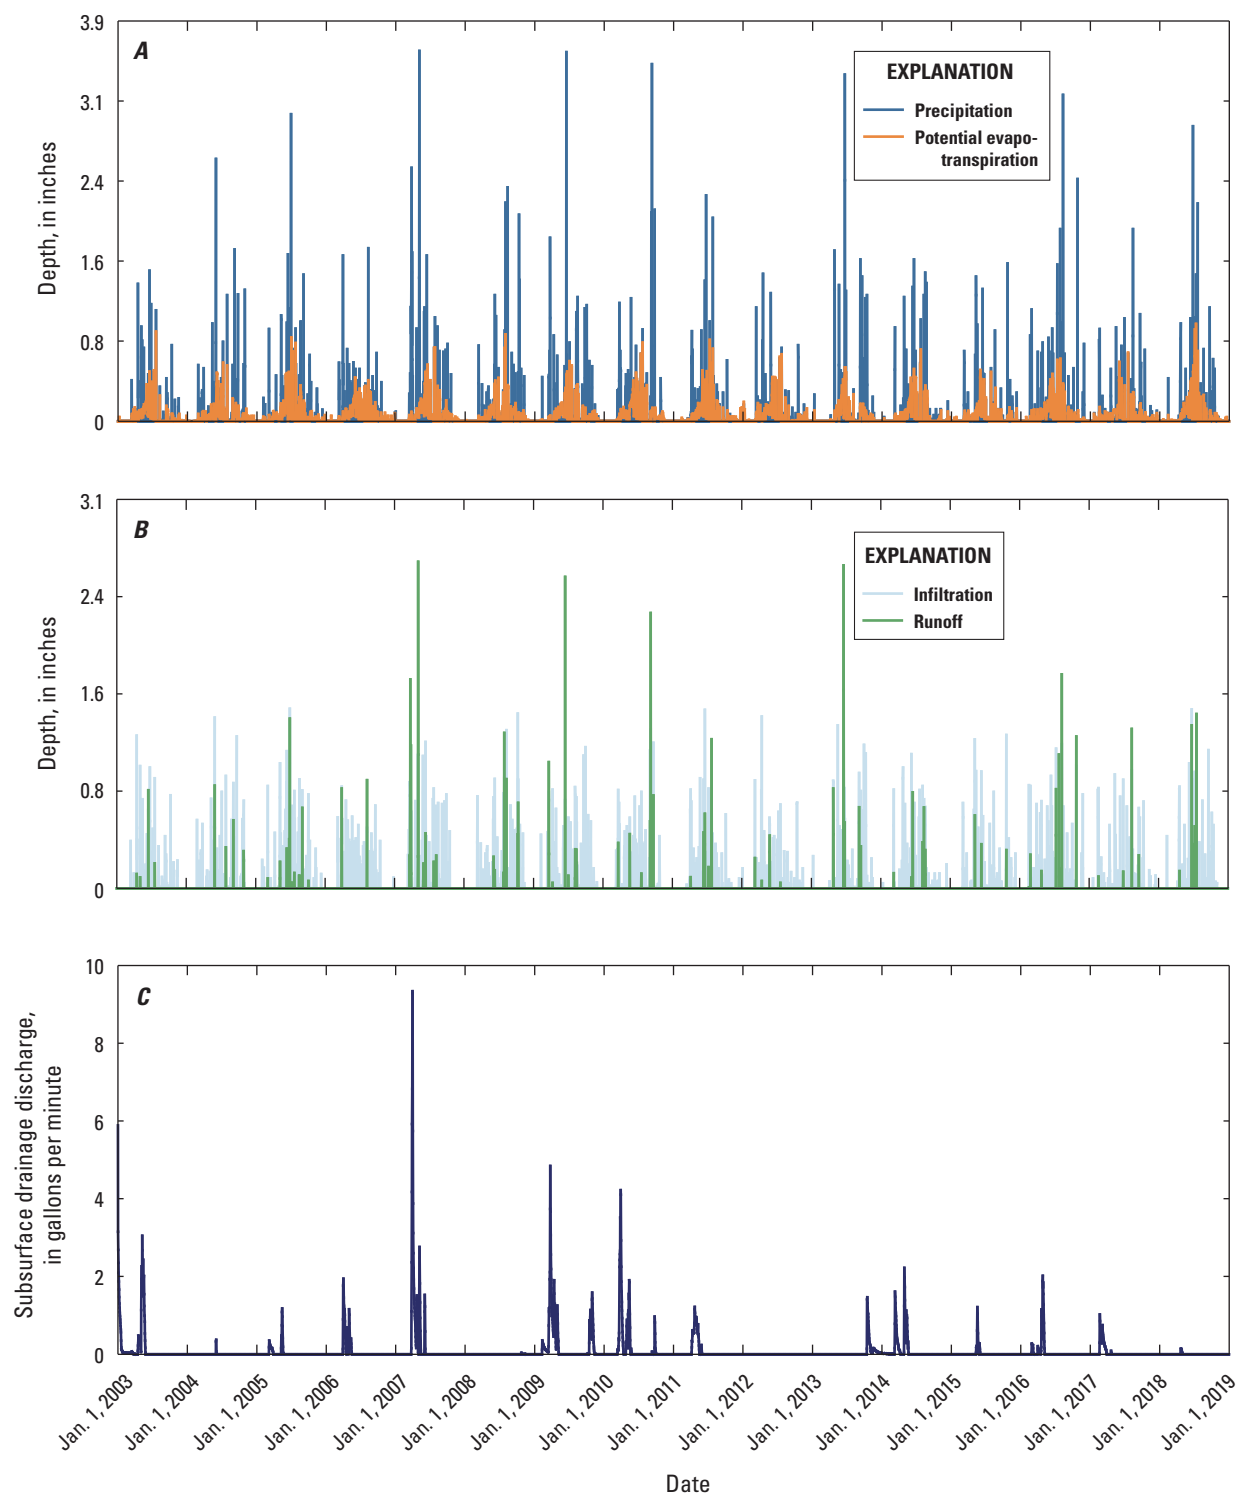 A
3.9
3.1
2.4
1.6
0.8
0
Depth, in inches
EXPLANATION
Precipitation
Potential evapo-
transpiration
B
3.1
2.4
1.6
0.8
0
Depth, in inches
EXPLANATION
Infiltration
Runoff
C
10
8
6
4
2
0
Subsurface drainage discharge,
in gallons per minute
Jan. 1, 2003
Jan. 1, 2004
Jan. 1, 2005
Jan. 1, 2006
Jan. 1, 2007
Jan. 1, 2008
Jan. 1, 2009
Jan. 1, 2010
Jan. 1, 2011
Jan. 1, 2012
Jan. 1, 2013
Jan. 1, 2014
Jan. 1, 2015
Jan. 1, 2016
Jan. 1, 2017
Jan. 1, 2018
Jan. 1, 2019
Date